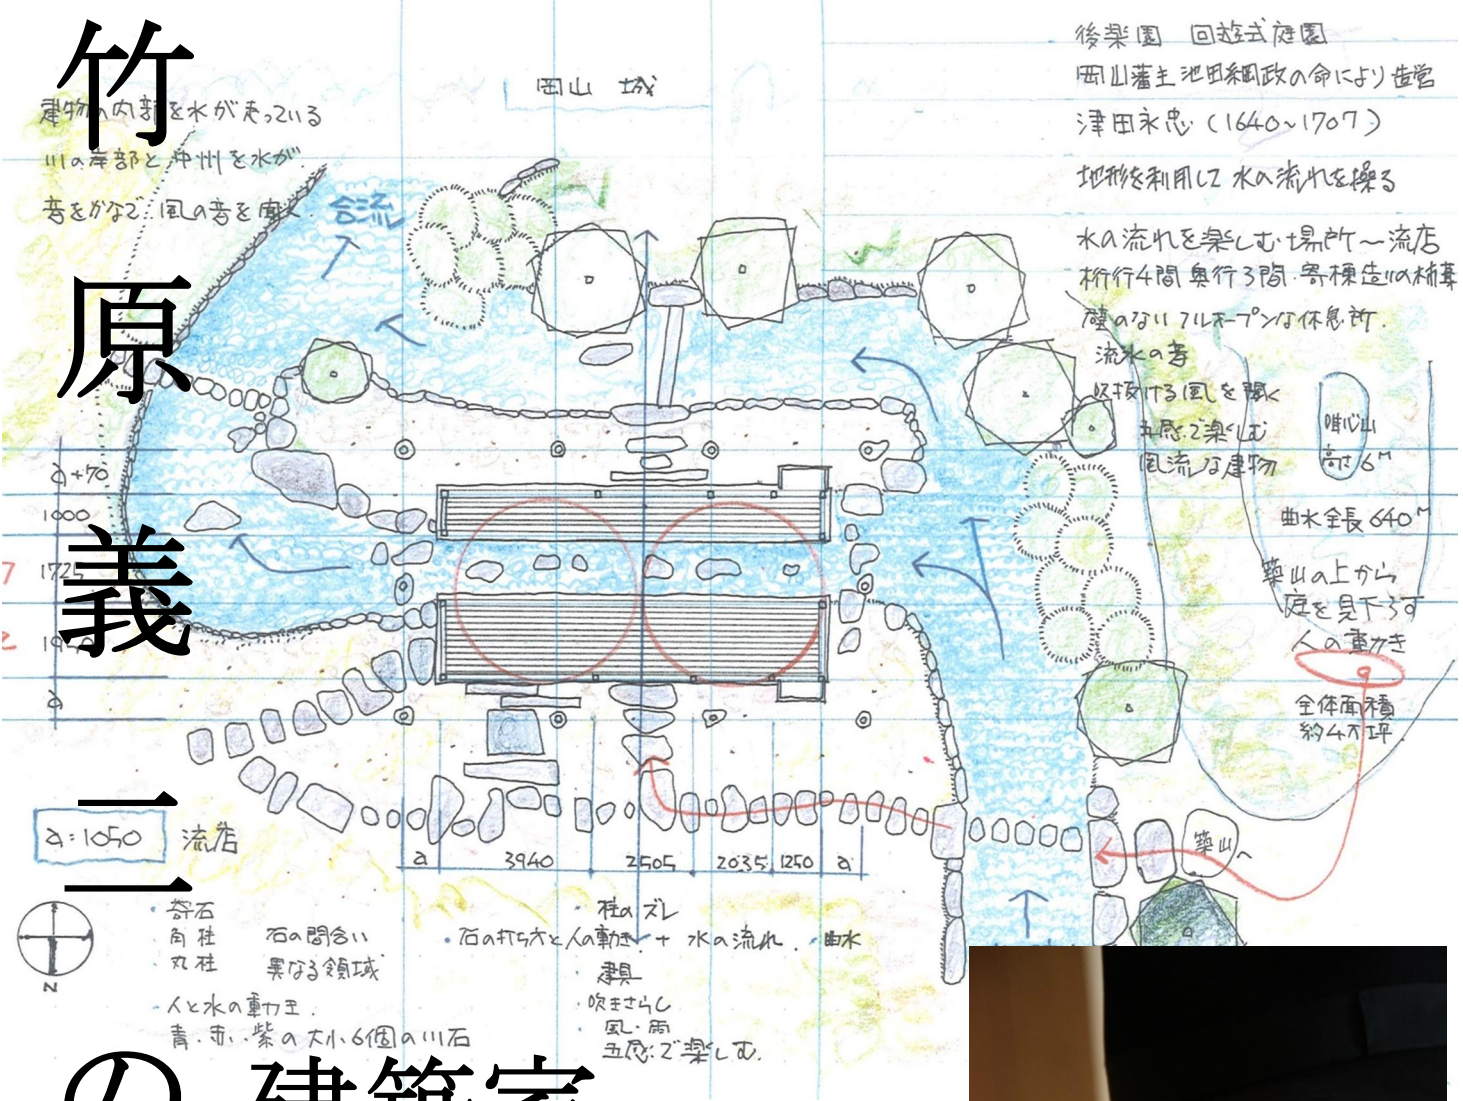 竹原義二
の 建築家
岡山 城
建物の内部を水が走っている
川の岸部と中州を水が
音をかなで 風の音を聞く
合流
後楽園 回遊式庭園
岡山藩主池田綱政の命により造営
津田永忠(1640~1707)
地形を利用して水の流れを操る
水の流れを楽しむ場所~流店
桁行4間 奥行3間・寄棟造りの柿葺
壁のない フルオープンな休息所.
流水の音
吹抜ける風を聞く
五感で楽しむ
風流な建物
唯心山
高さ6M
曲水全長640M
築山の上から
庭を見下ろす
人の動き
全体面積
約4万坪.
a+70
1000
1725
a
a=1050 流店
a 3940 2505 2035 1250 a
築山へ
N
・沓石
・角柱 石の間合い
・丸柱 異なる領域
・人と水の動き.
青.赤.紫の大小6個の川石
・柱のズレ
・石の打ち方と人の動き + 水の流れ. 曲水
・建具
・吹きさらし
・風・雨
五感で楽しむ.